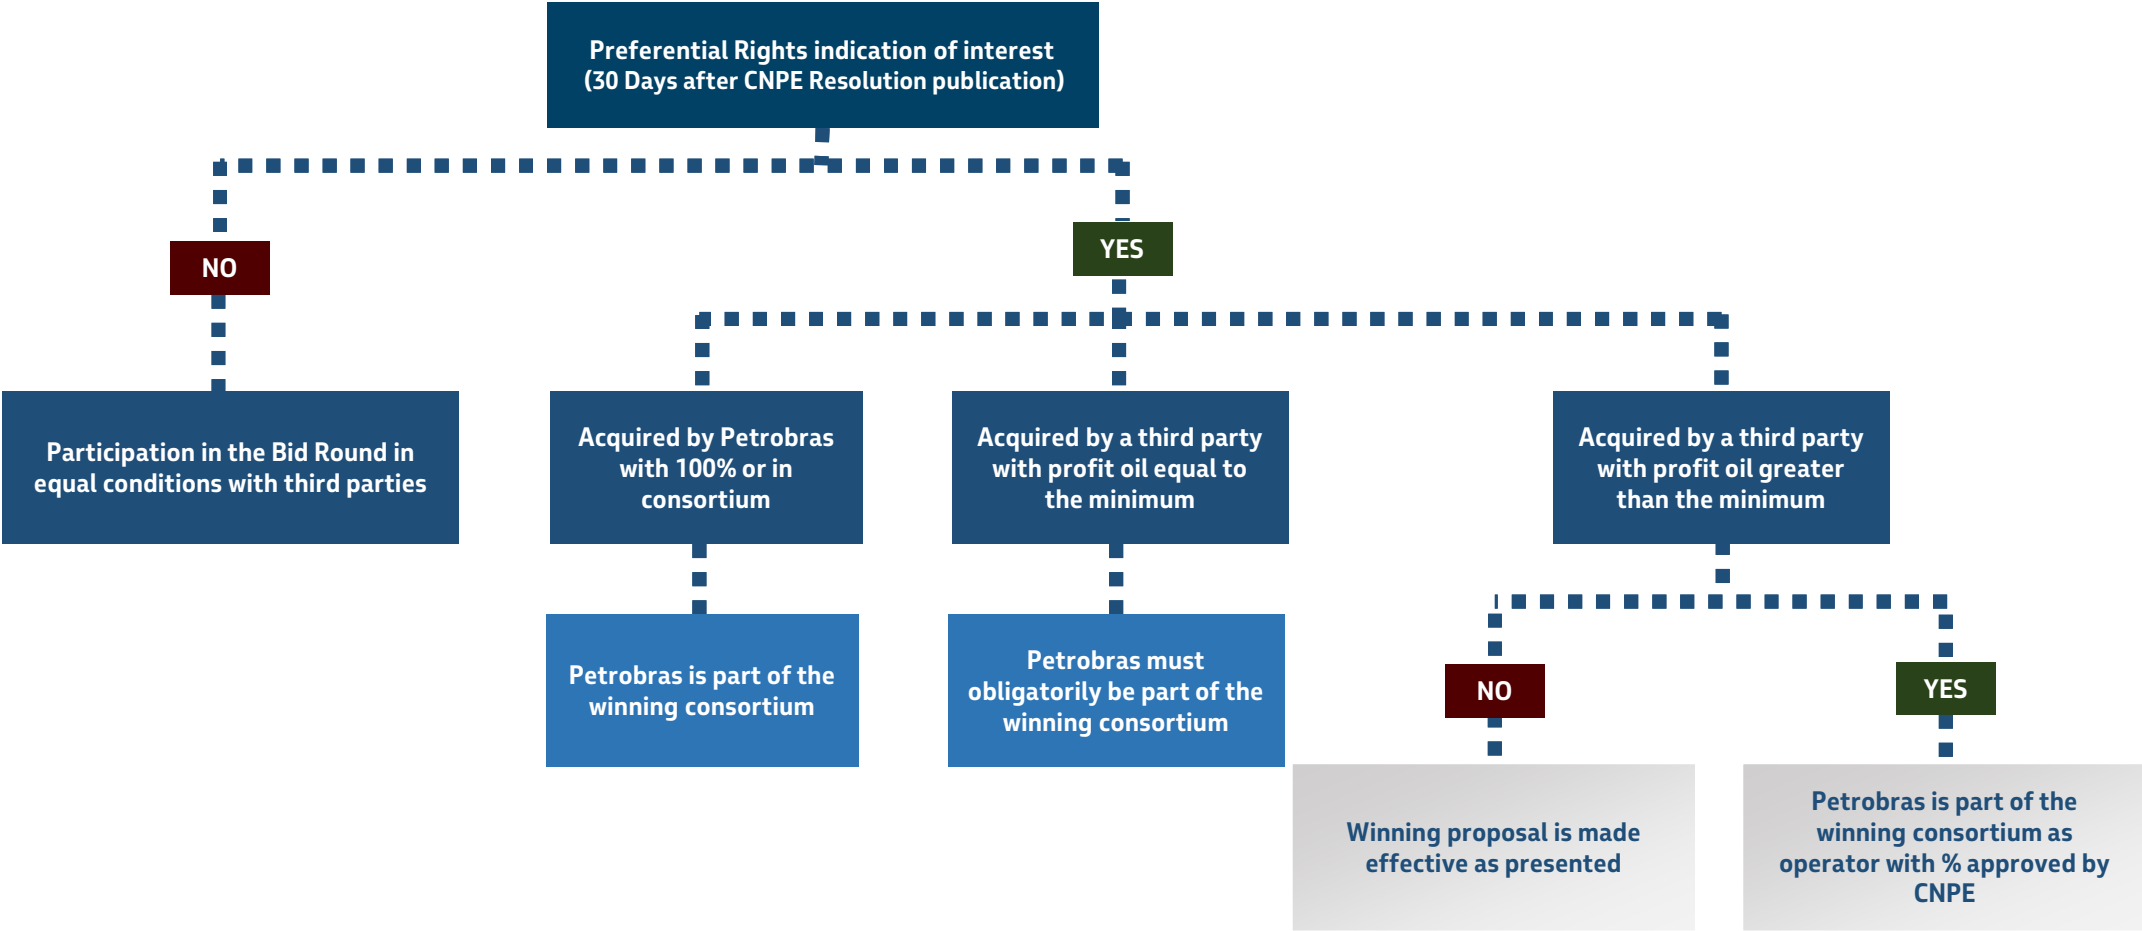 Preferential Rights indication of interest
(30 Days after CNPE Resolution publication)
NO
YES
Participation in the Bid Round in
equal conditions with third parties
Acquired by Petrobras
with 100% or in
consortium
Acquired by a third party
with profit oil equal to
the minimum
Acquired by a third party
with profit oil greater
than the minimum
Petrobras is part of the
winning consortium
Petrobras must
obligatorily be part of the
winning consortium
NO
YES
Winning proposal is made
effective as presented
Petrobras is part of the
winning consortium as
operator with % approved by
CNPE